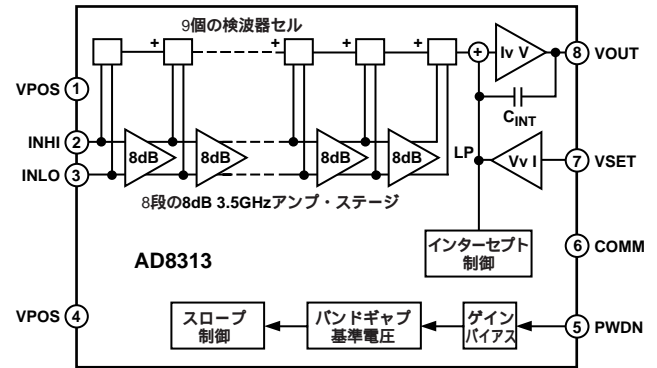 9個の検波器セル
+ + + + + +
Iv V
8 VOUT
CINT
VPOS 1
INHI 2
INLO 3
8dB 8dB 8dB 8dB
LP
Vv I
7 VSET
8段の8dB 3.5GHzアンプ・ステージ
インターセプト
制御
6 COMM
AD8313
VPOS 4
スロープ
制御
バンドギャップ
基準電圧
ゲイン
バイアス
5 PWDN